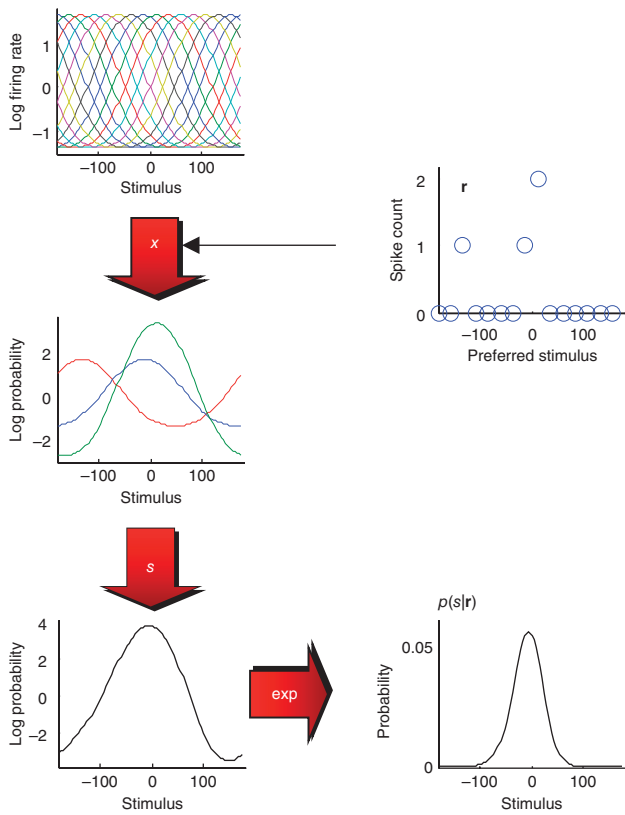 Log firing rate
1
0
−1
−100 0 100
Stimulus
x
r
Spike count
2
1
0
−100 0 100
Preferred stimulus
Log probability
2
0
−2
−100 0 100
Stimulus
s
Log probability
4
2
0
−2
−100 0 100
Stimulus
exp
p(s|r)
Probability
0.05
0
−100 0 100
Stimulus